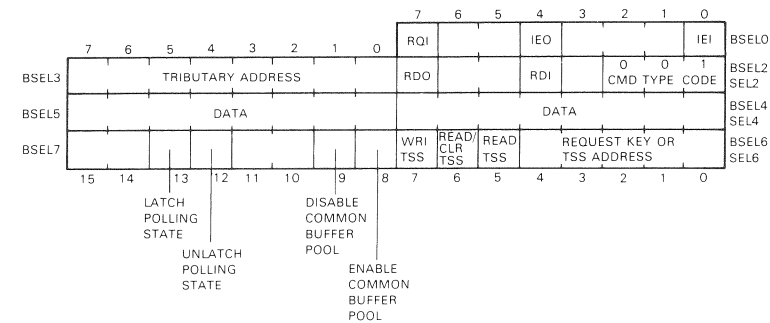 7 6 5 4 3 2 1 0
RQI IEO IEI BSEL0
7 6 5 4 3 2 1 0
BSEL3 TRIBUTARY ADDRESS RDO RDI 0 0 1 BSEL2
CMD TYPE CODE SEL2
BSEL5 DATA DATA BSEL4
SEL4
BSEL7 WRI TSS READ/ CLR TSS READ TSS REQUEST KEY OR TSS ADDRESS BSEL6
SEL6
15 14 13 12 11 10 9 8 7 6 5 4 3 2 1 0
LATCH
POLLING
STATE
UNLATCH
POLLING
STATE
DISABLE
COMMON
BUFFER
POOL
ENABLE
COMMON
BUFFER
POOL